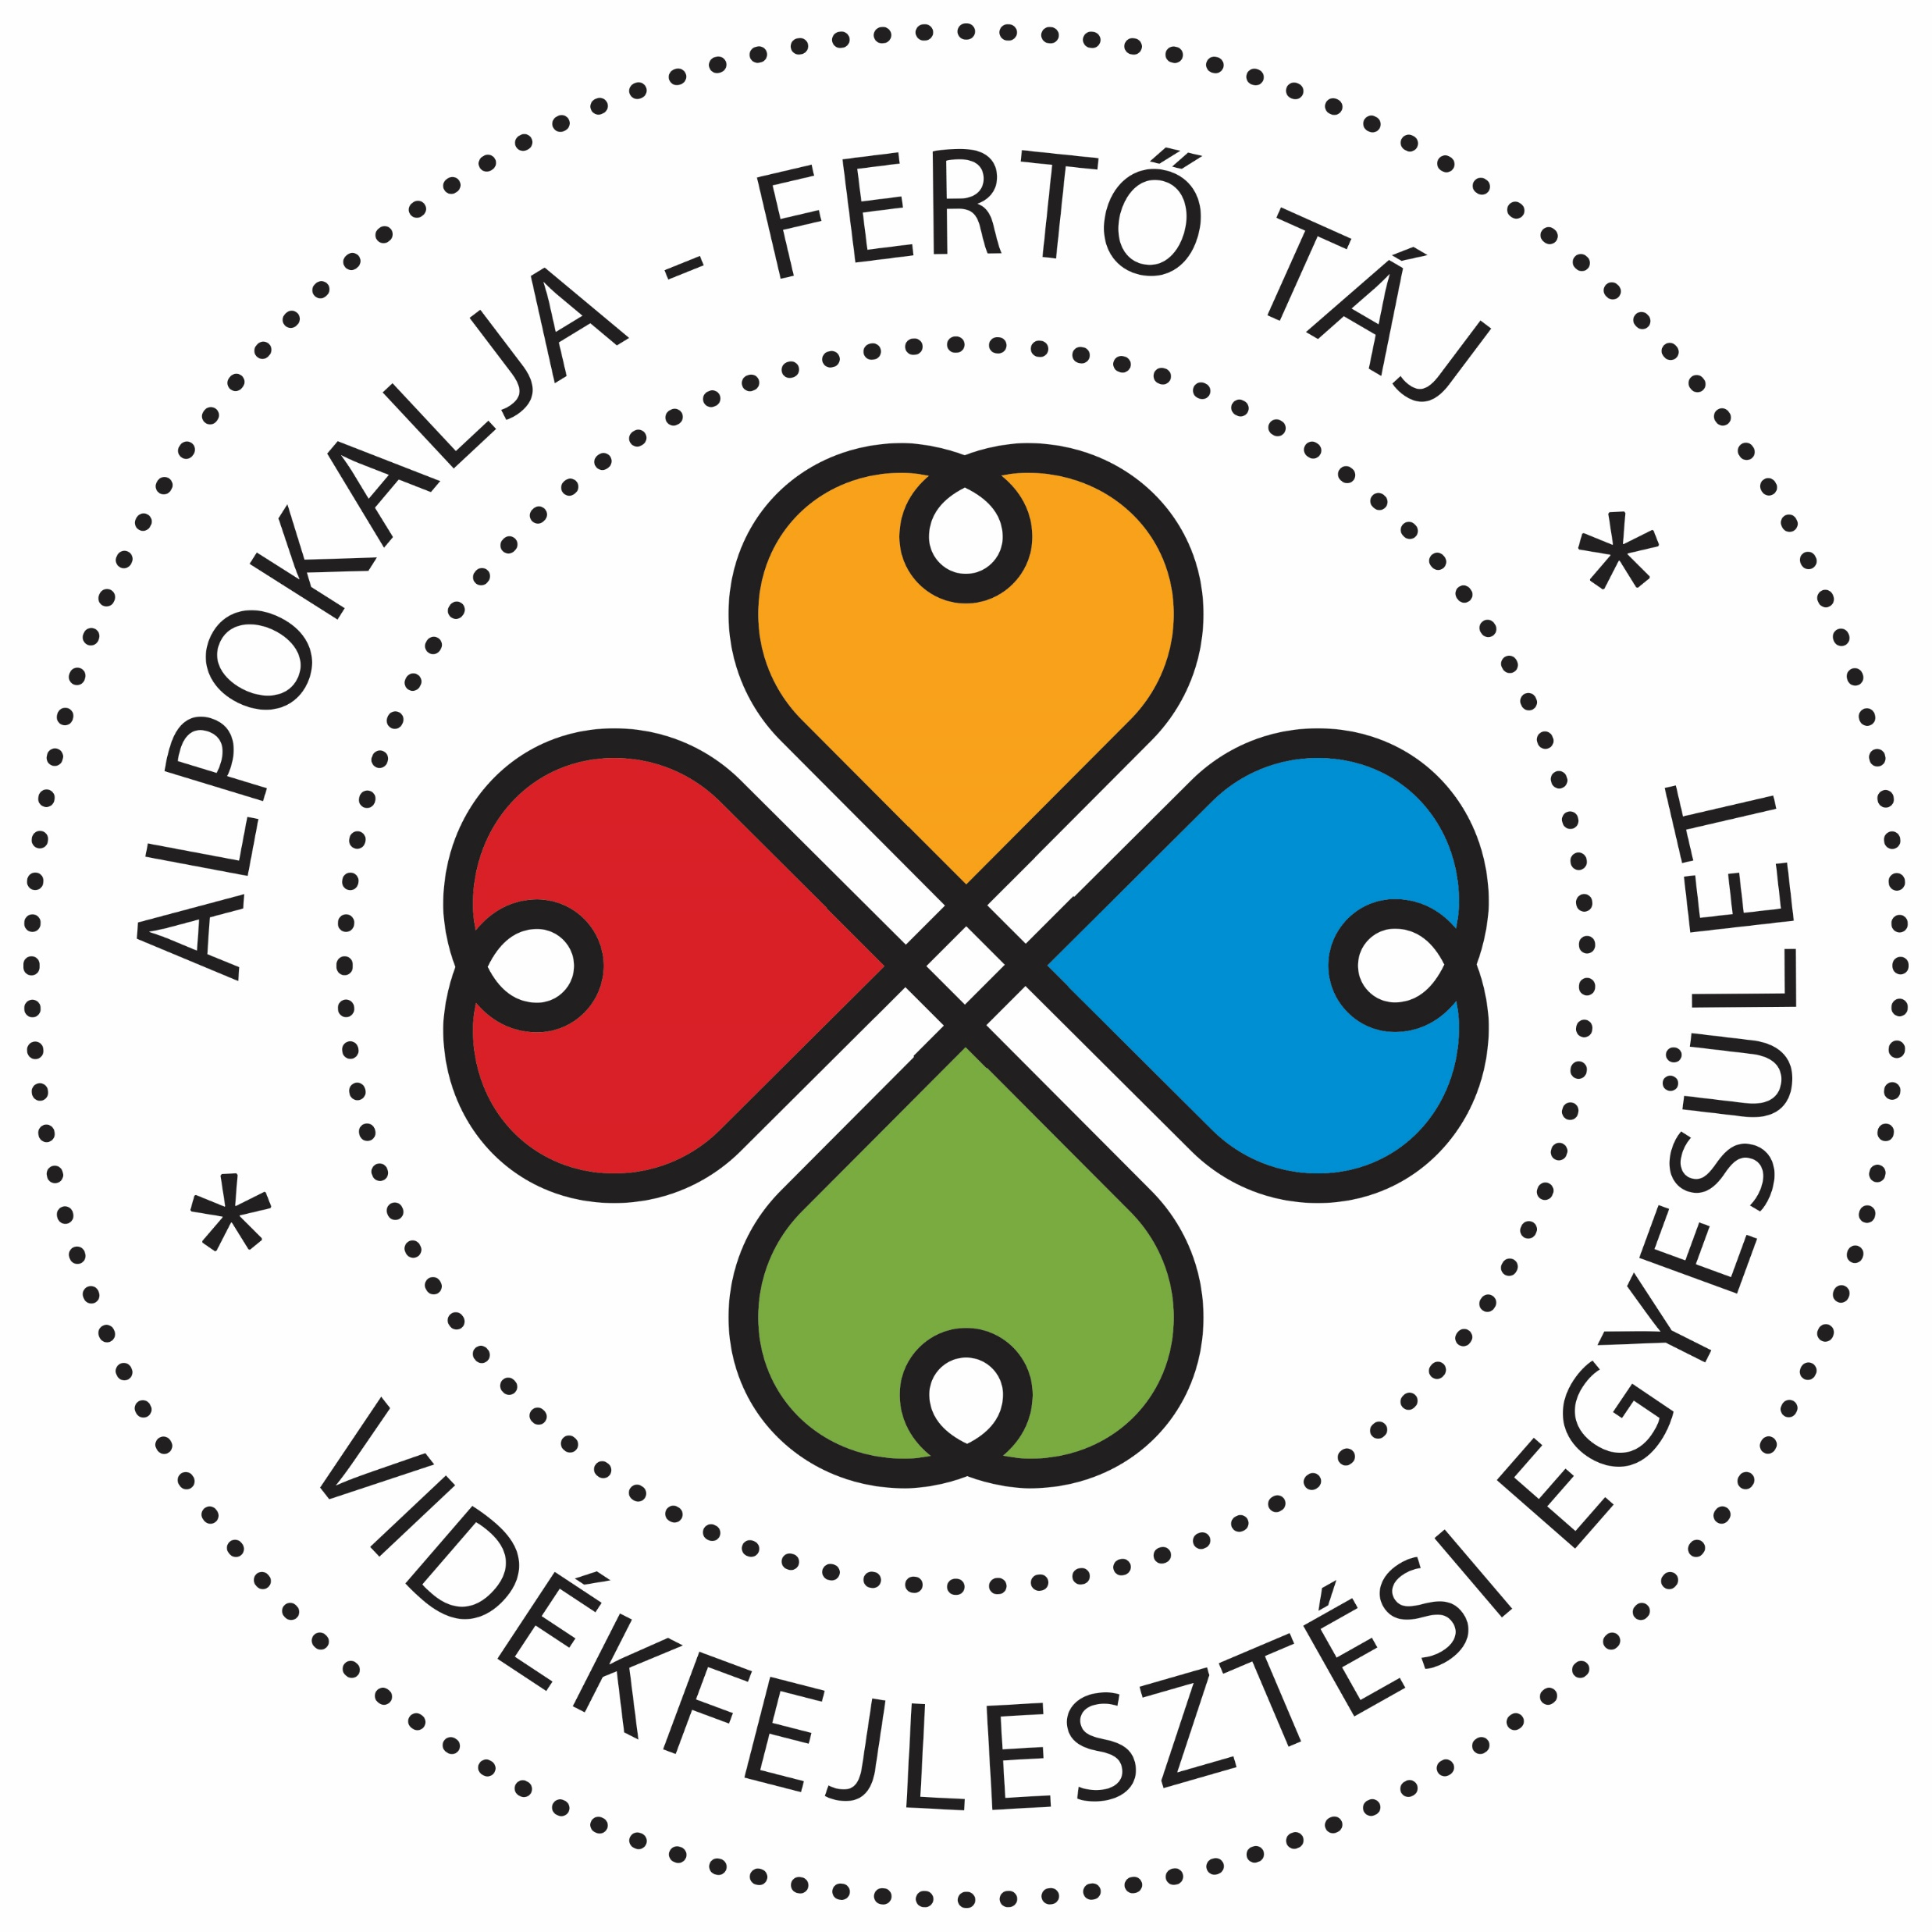 ALPOKALJA - FERTŐ TÁJ
*
VIDÉKFEJLESZTÉSI EGYESÜLET
*